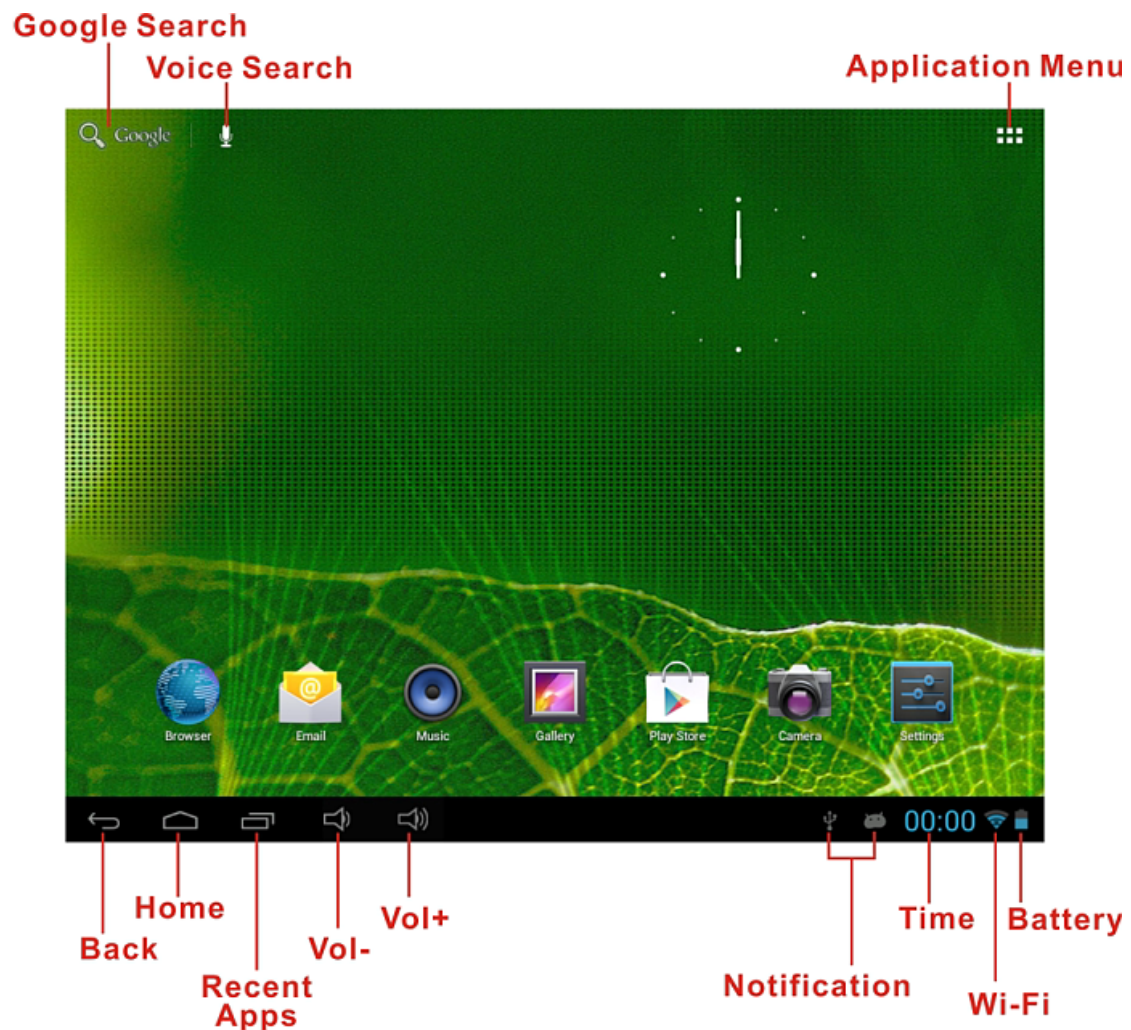 Google Search
Voice Search
Application Menu
Google
Browser
Email
Music
Gallery
Play Store
Camera
Settings
00:00
Home
Vol+
Time
Battery
Back
Vol-
Recent
Apps
Notification
Wi-Fi